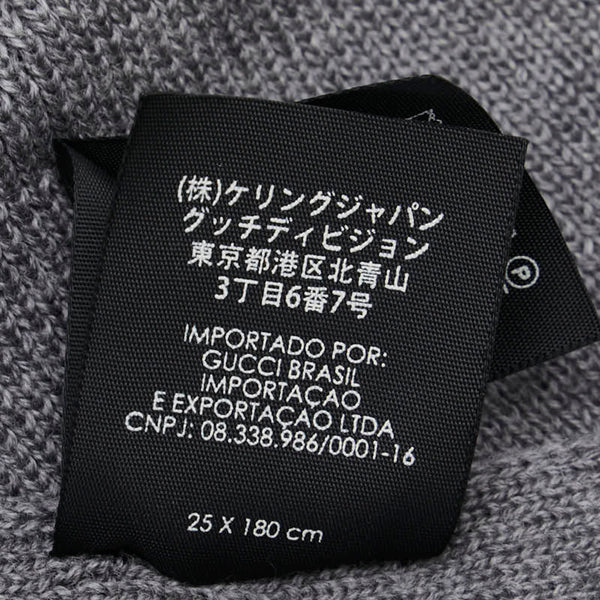 (株)ケリングジャパン
グッチディビジョン
東京都港区北青山
3丁目6番7号
IMPORTADO POR:
GUCCI BRASIL
IMPORTAÇAO
E EXPORTAÇAO LTDA
CNPJ: 08.338.986/0001-16
25 X 180 cm
P